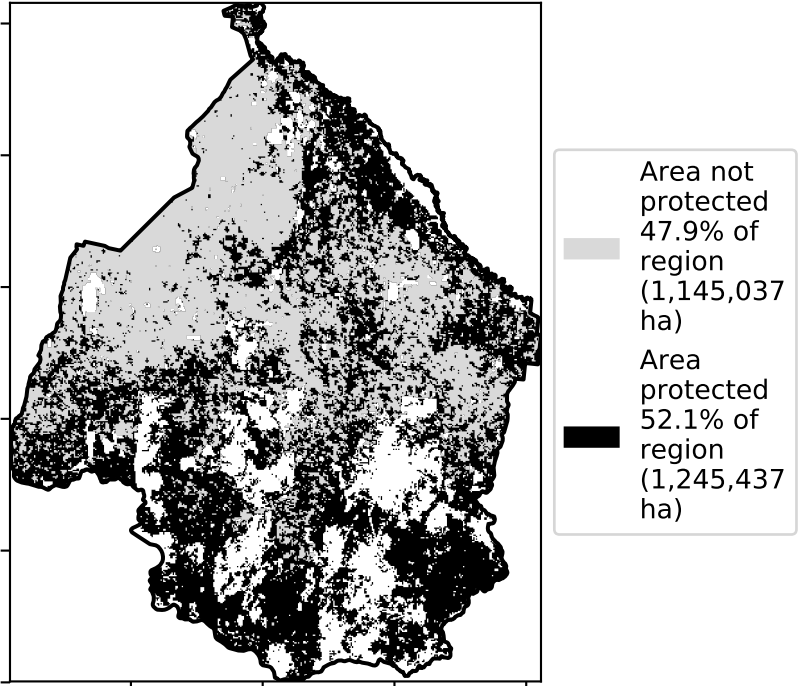 Area not
protected
47.9% of
region
(1,145,037
ha)
Area
protected
52.1% of
region
(1,245,437
ha)